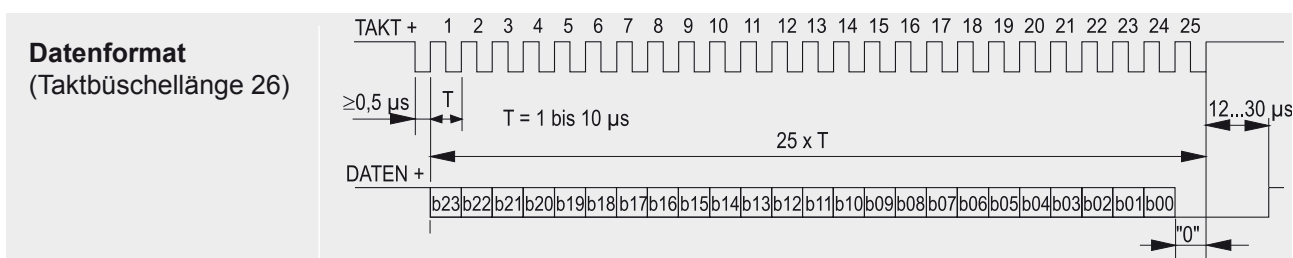 Datenformat
(Taktbüschellänge 26)
TAKT +
1 2 3 4 5 6 7 8 9 10 11 12 13 14 15 16 17 18 19 20 21 22 23 24 25
≥0,5 µs
T
T = 1 bis 10 µs
12...30 µs
25 x T
DATEN +
b23 b22 b21 b20 b19 b18 b17 b16 b15 b14 b13 b12 b11 b10 b09 b08 b07 b06 b05 b04 b03 b02 b01 b00
"0"